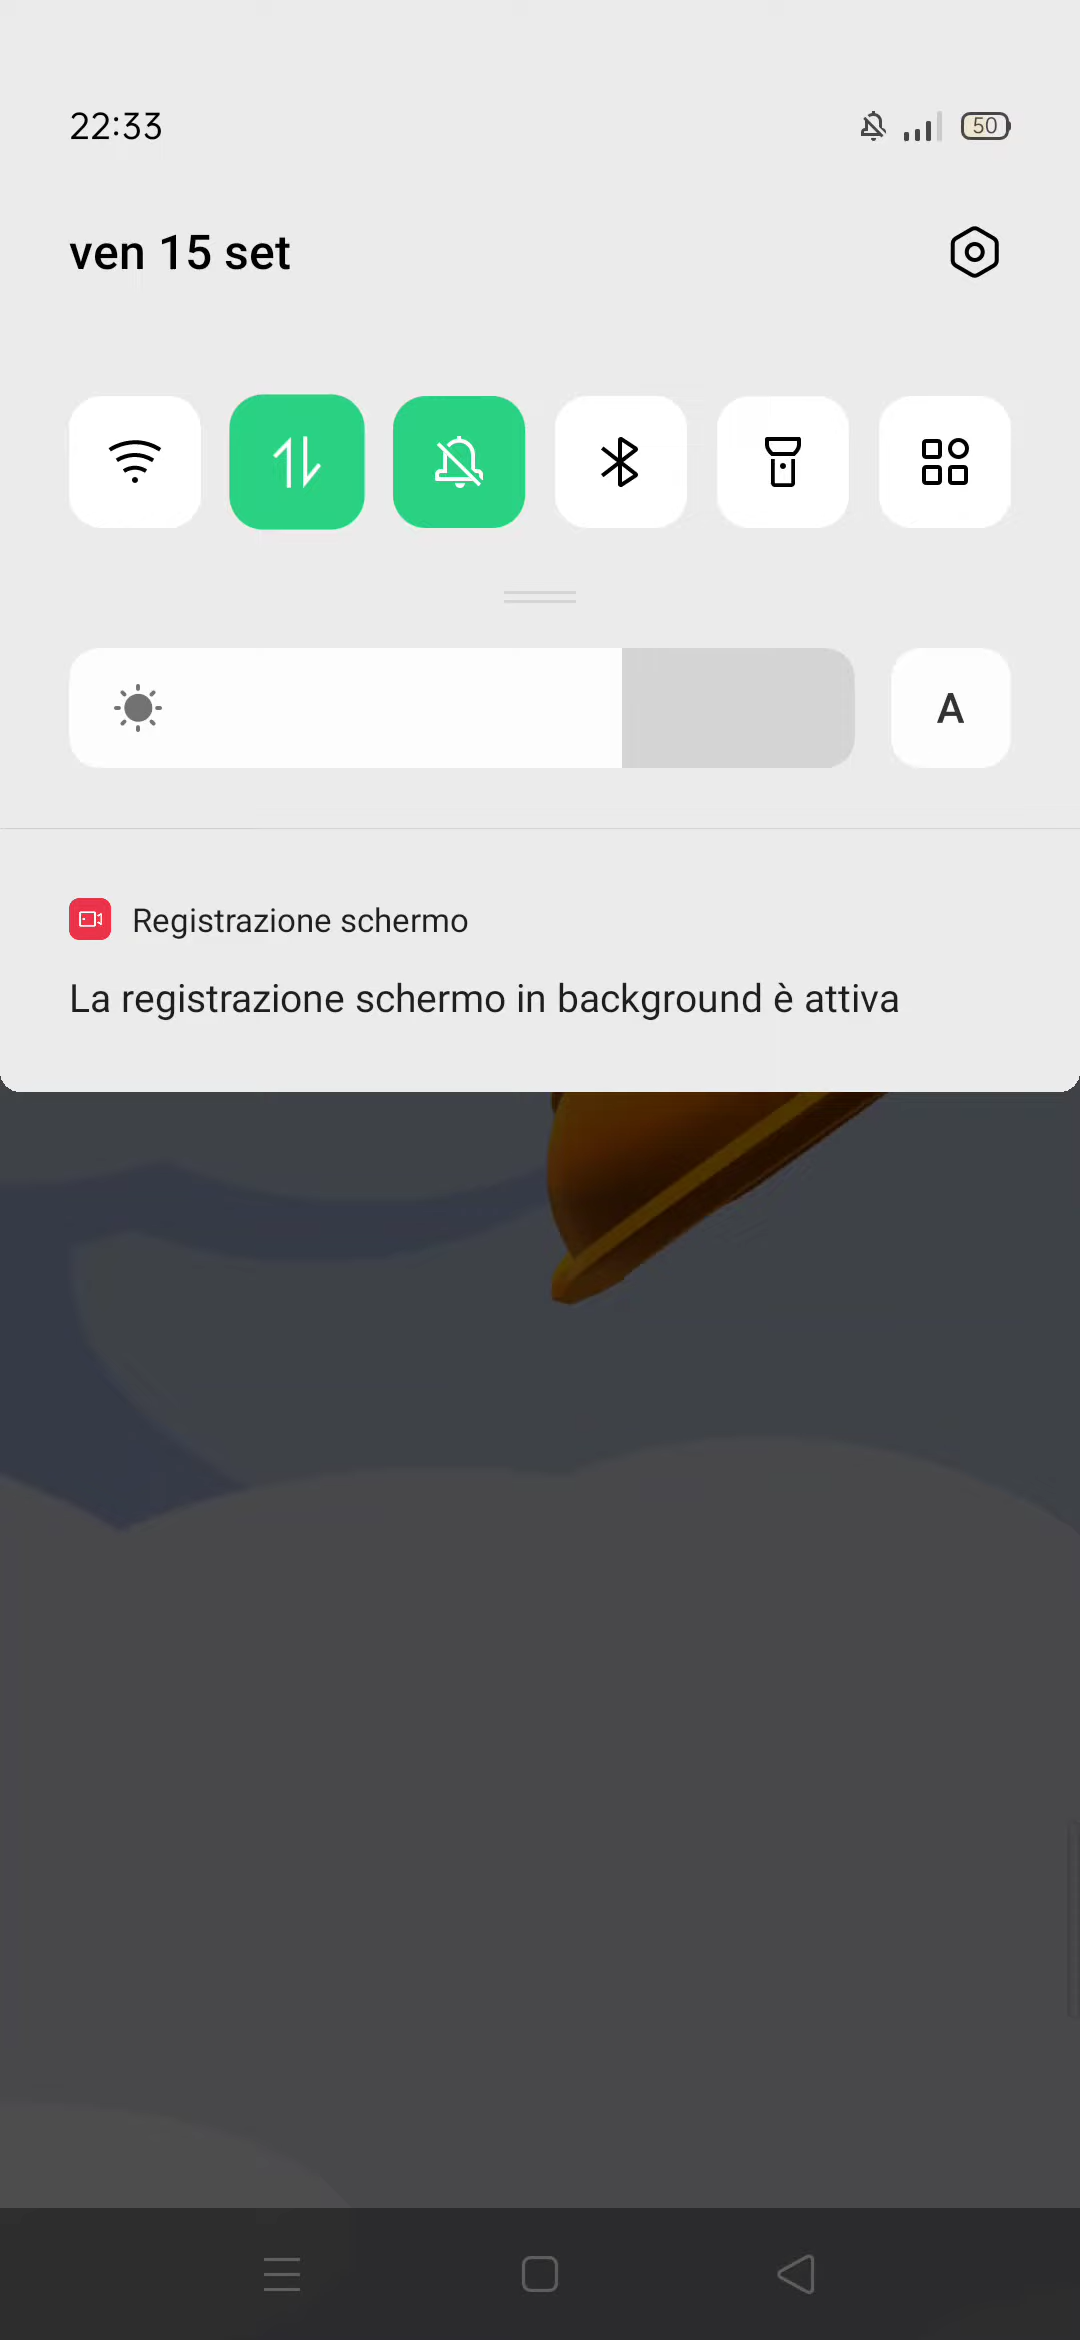 22:33
50
ven 15 set
A
Registrazione schermo
La registrazione schermo in background è attiva